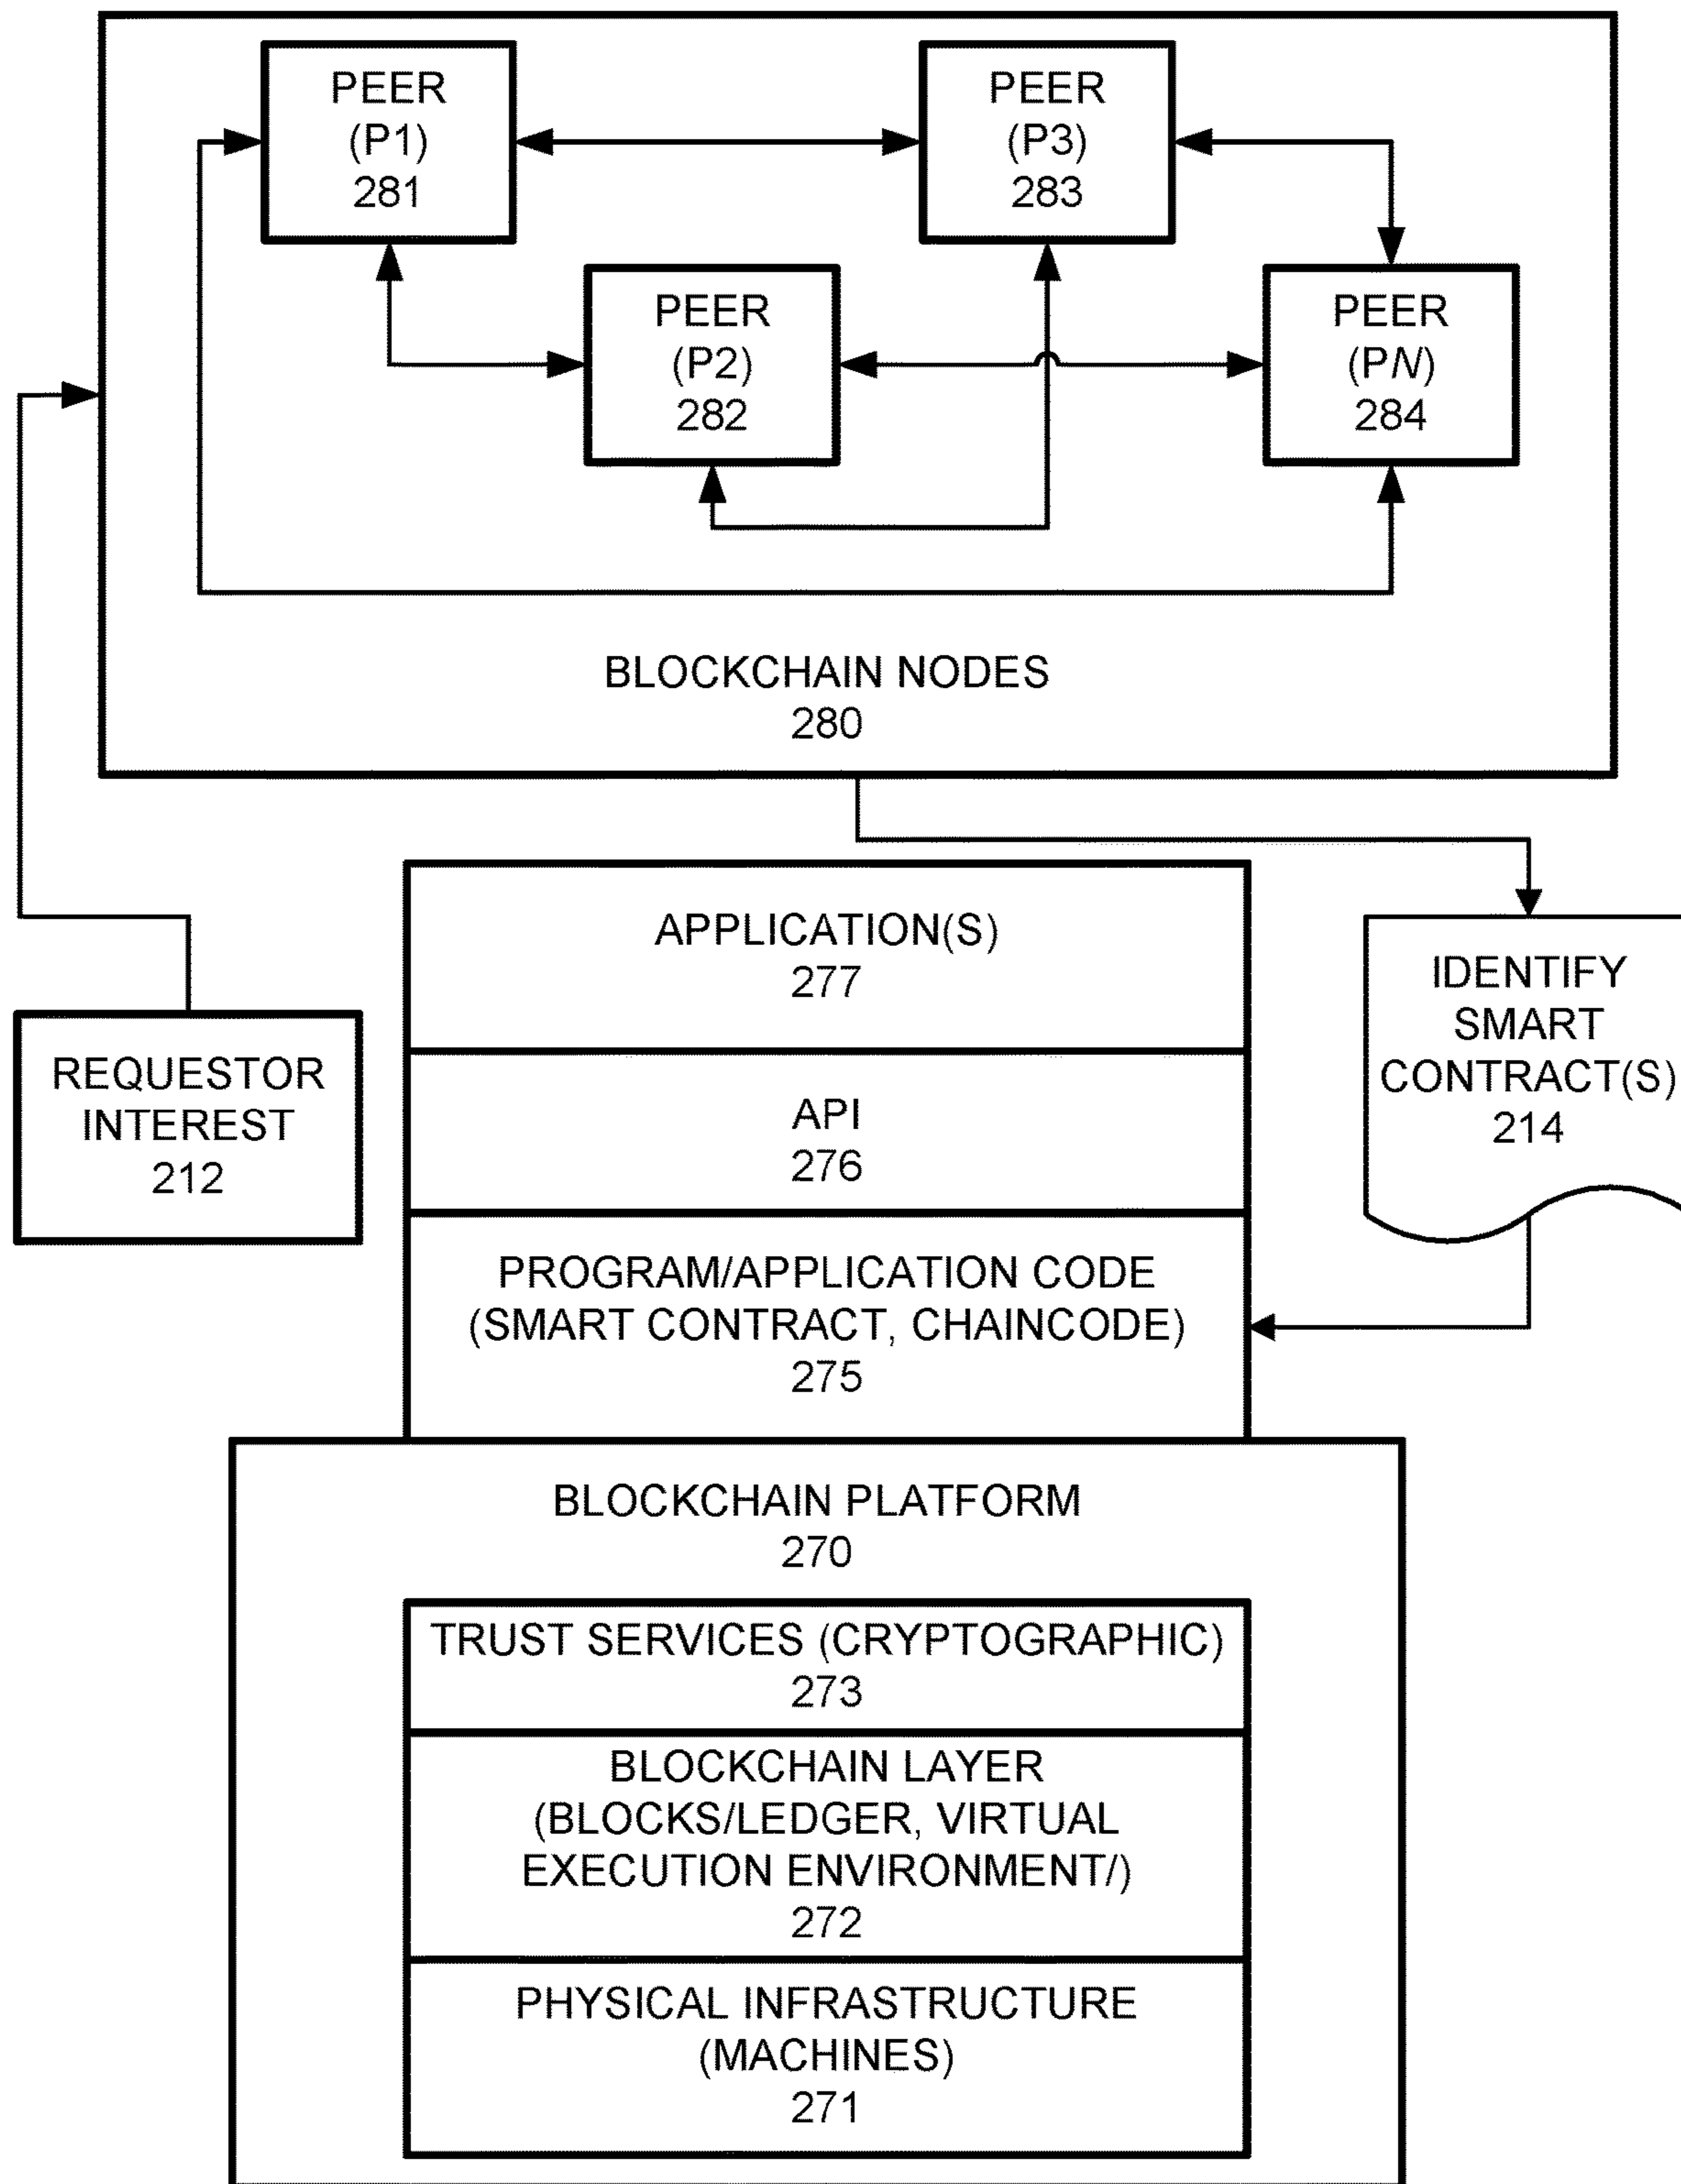 PEER
(P1)
281
PEER
(P3)
283
PEER
(P2)
282
PEER
(PN)
284
BLOCKCHAIN NODES
280
APPLICATION(S)
277
IDENTIFY
SMART
CONTRACT(S)
214
REQUESTOR
INTEREST
212
API
276
PROGRAM/APPLICATION CODE
(SMART CONTRACT, CHAINCODE)
275
BLOCKCHAIN PLATFORM
270
TRUST SERVICES (CRYPTOGRAPHIC)
273
BLOCKCHAIN LAYER
(BLOCKS/LEDGER, VIRTUAL
EXECUTION ENVIRONMENT/)
272
PHYSICAL INFRASTRUCTURE
(MACHINES)
271